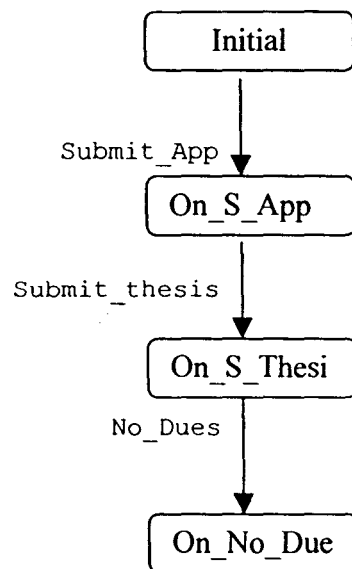 Initial
Submit_App
On_S_App
Submit_thesis
On_S_Thesi
No_Dues
On_No_Due